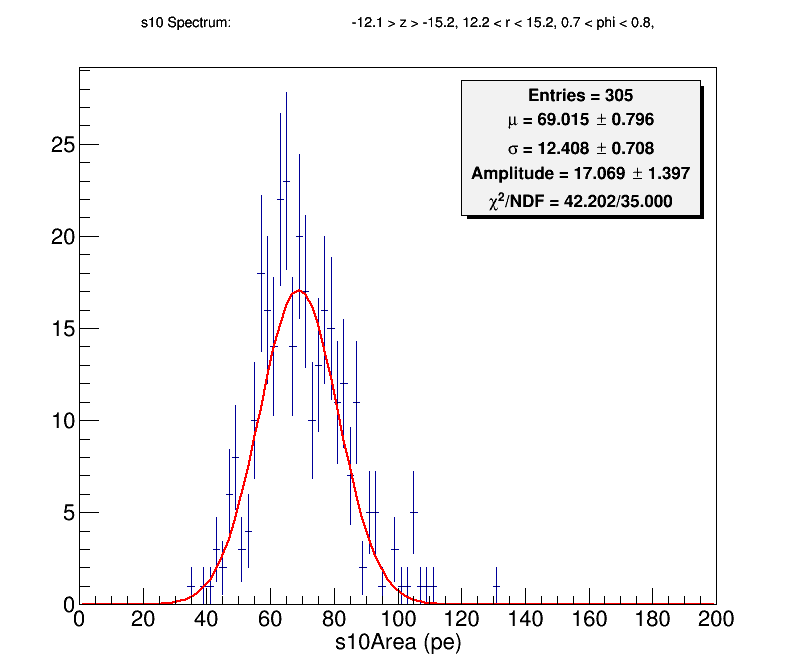 s10 Spectrum: -12.1 > z > -15.2, 12.2 < r < 15.2, 0.7 < phi < 0.8,
Entries = 305
μ = 69.015 ± 0.796
σ = 12.408 ± 0.708
Amplitude = 17.069 ± 1.397
χ²/NDF = 42.202/35.000
25
20
15
10
5
0
0 20 40 60 80 100 120 140 160 180 200
s10Area (pe)